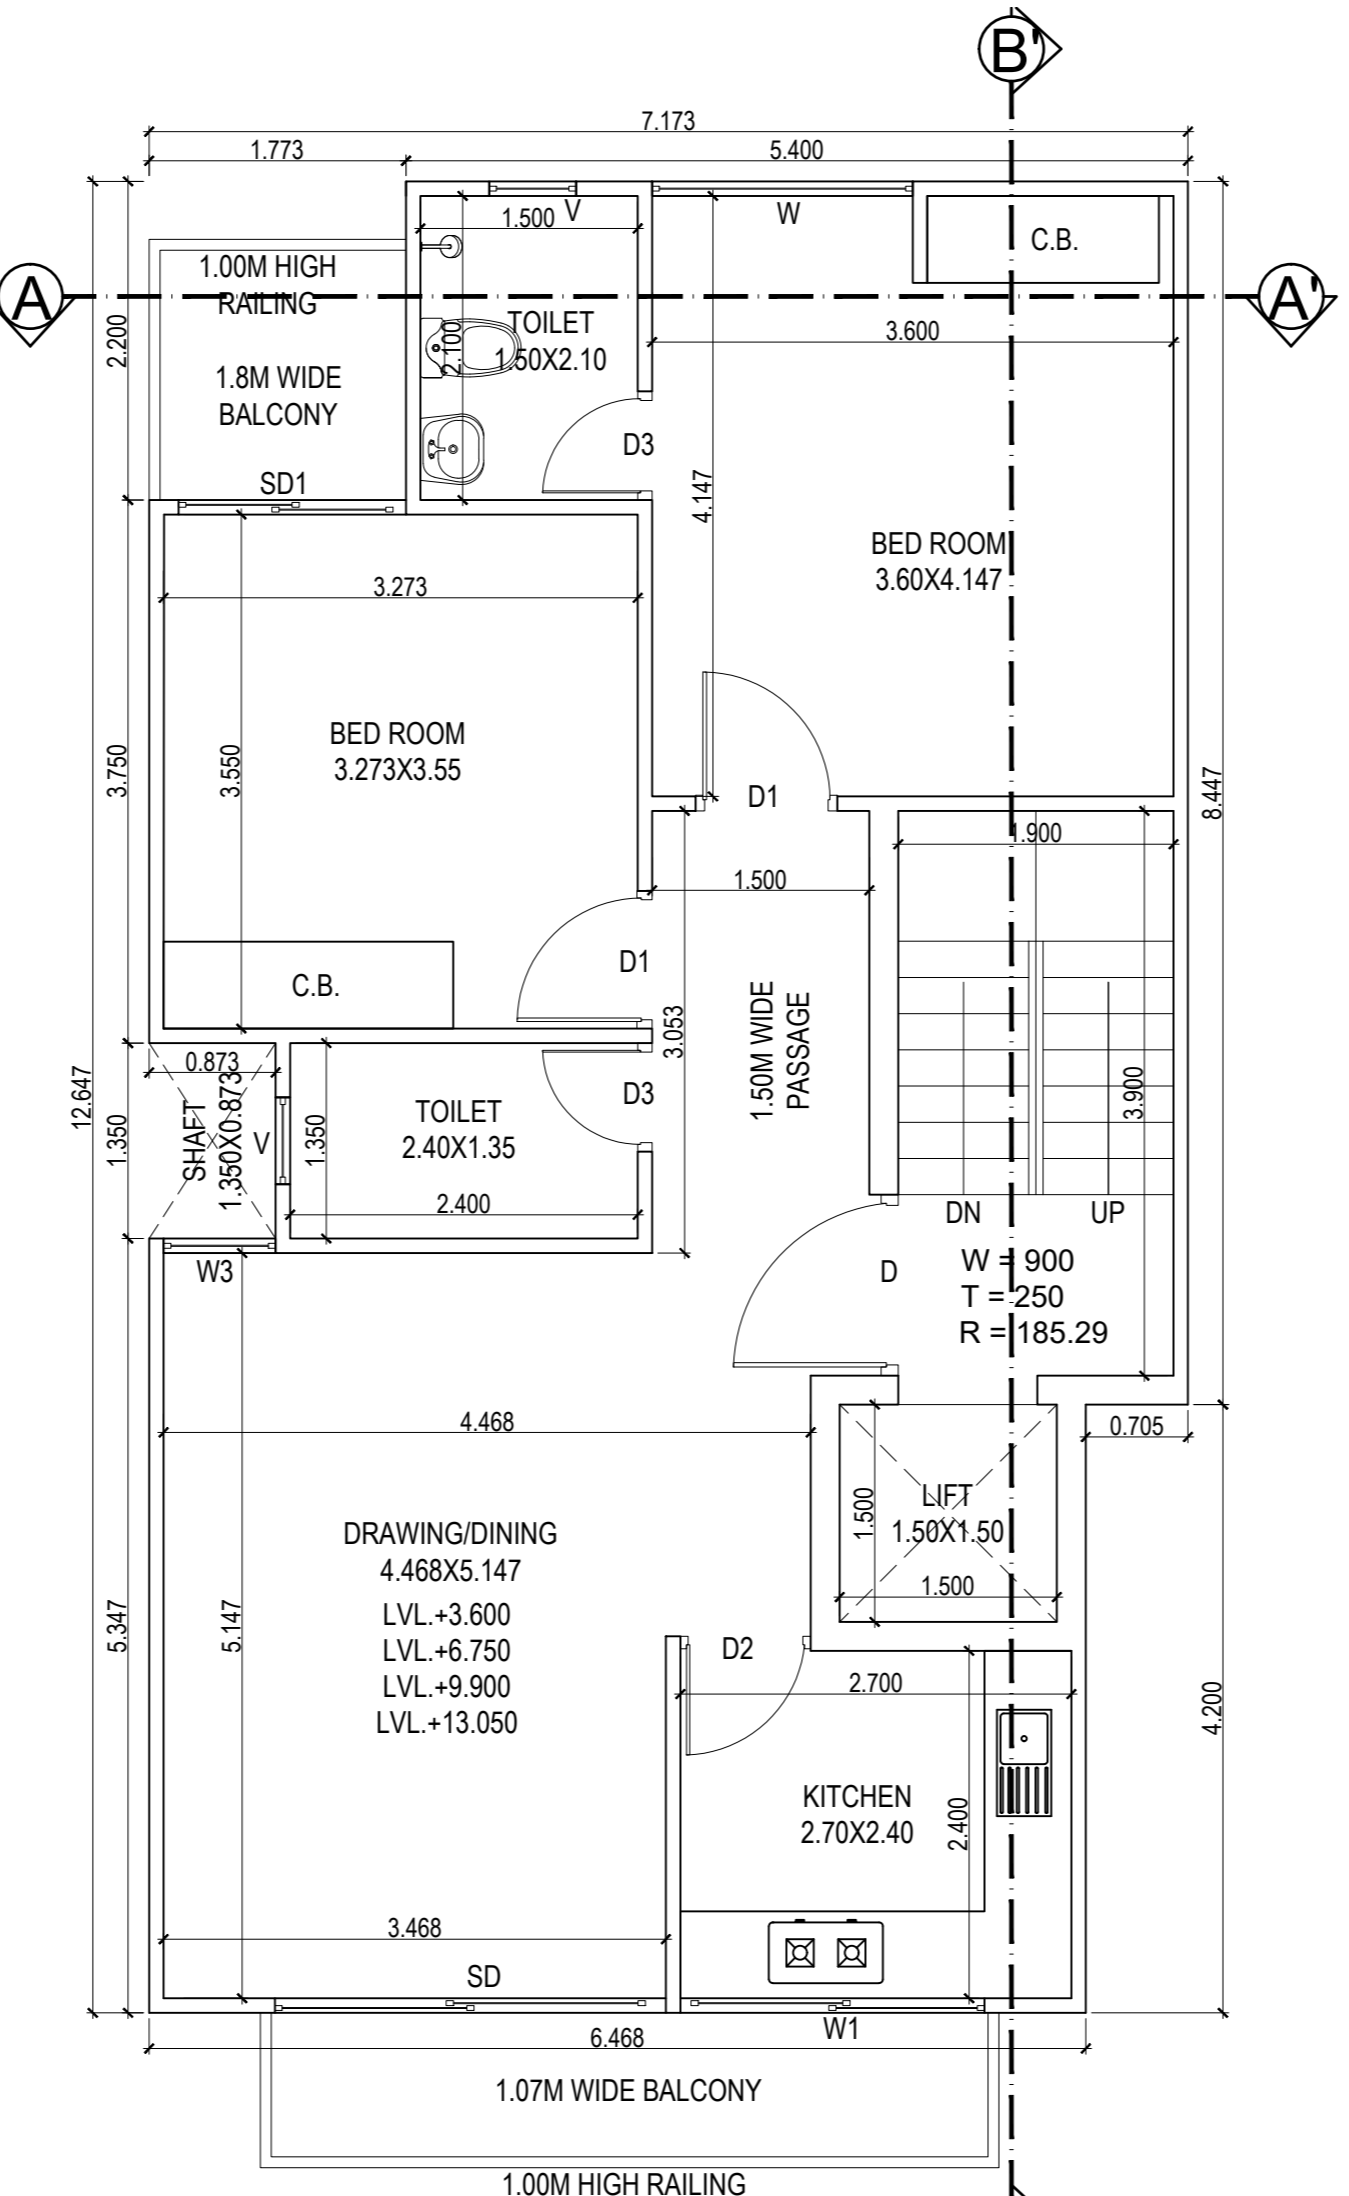 B'
7.173
1.773
5.400
V
W
1.500
C.B.
1.00M HIGH
RAILING
A
A'
TOILET
1.50X2.10
2.100
3.600
2.200
1.8M WIDE
BALCONY
D3
SD1
4.147
BED ROOM
3.60X4.147
3.273
BED ROOM
3.273X3.55
3.750
3.550
8.447
D1
1.900
1.500
D1
C.B.
1.50M WIDE
PASSAGE
3.053
0.873
12.647
1.350
SHAFT
1.350X0.873
V
1.350
TOILET
2.40X1.35
D3
3.900
2.400
DN
UP
W3
D
W = 900
T = 250
R = 185.29
4.468
0.705
LIFT
1.50X1.50
1.500
1.500
DRAWING/DINING
4.468X5.147
LVL.+3.600
LVL.+6.750
LVL.+9.900
LVL.+13.050
5.347
5.147
D2
2.700
4.200
KITCHEN
2.70X2.40
2.400
3.468
SD
W1
6.468
1.07M WIDE BALCONY
1.00M HIGH RAILING